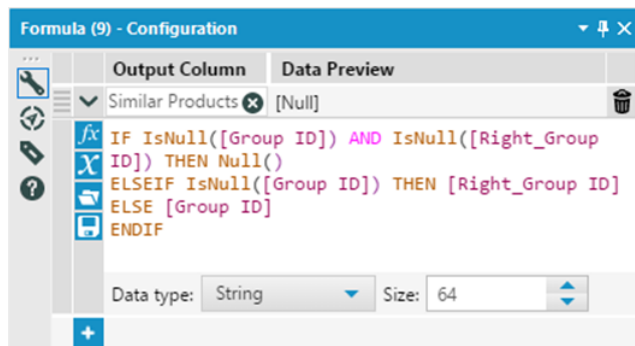 Formula (9) - Configuration
Output Column Data Preview
Similar Products [Null]
IF IsNull([Group ID]) AND IsNull([Right_Group
ID]) THEN Null()
ELSEIF IsNull([Group ID]) THEN [Right_Group ID]
ELSE [Group ID]
ENDIF
Data type: String Size: 64